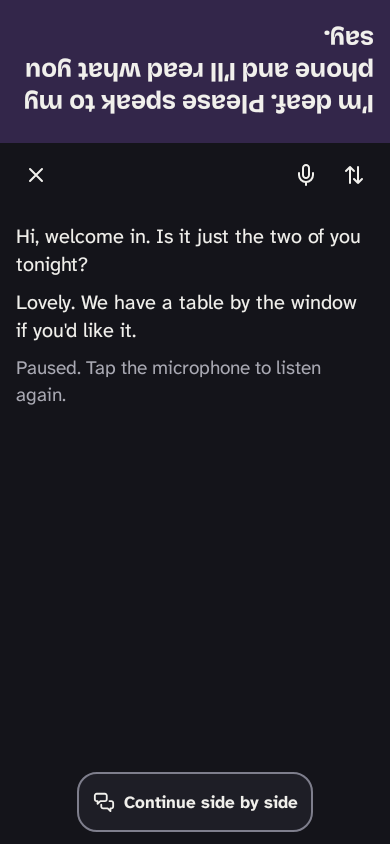 I'm deaf. Please speak to my
phone and I'll read what you
say.
Hi, welcome in. Is it just the two of you
tonight?
Lovely. We have a table by the window
if you'd like it.
Paused. Tap the microphone to listen
again.
Continue side by side